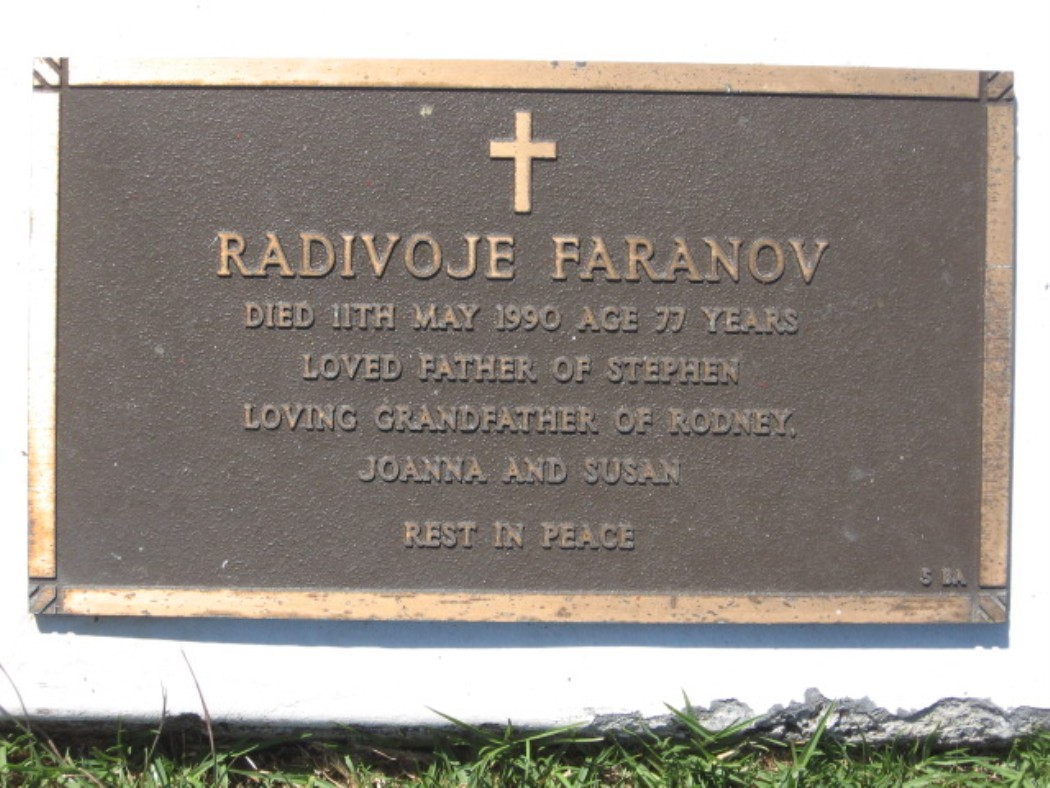 RADIVOJE FARANOV
DIED 11TH MAY 1990 AGE 77 YEARS
LOVED FATHER OF STEPHEN
LOVING GRANDFATHER OF RODNEY,
JOANNA AND SUSAN
REST IN PEACE